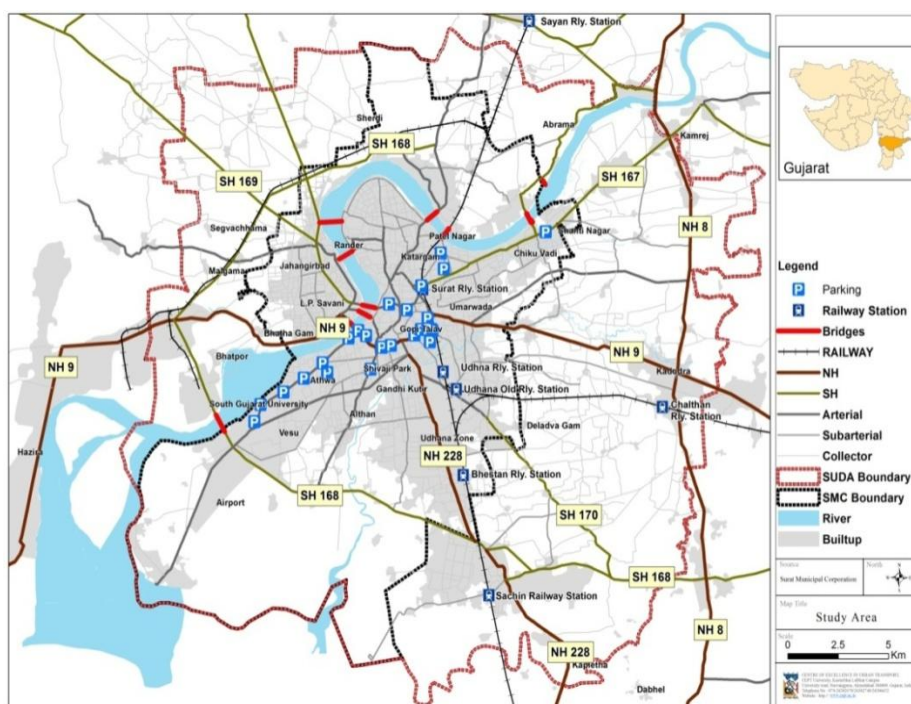 Sayan Rly. Station
Sherdi
Abrama
Kamrej
SH 168
SH 169
SH 167
Segvachhama
Rander
Patel Nagar
Nana Nagar
NH 8
Katargam
Chiku Vadi
Malgama
Jahangirbad
Surat Rly. Station
L.P. Savani
Umarwada
Bhatha Gam
NH 9
Gopi Talav
Bhatpor
Shivaji Park
Udhna Rly. Station
NH 9
NH 9
Kadodra
Athwa
Gandhi Kutir
Udhana Old Rly. Station
South Gujarat University
Althan
Chalthan
Rly. Station
Vesu
Deladva Gam
Hazira
Udhana Zone
NH 228
Bhestan Rly. Station
Airport
SH 168
SH 170
SH 168
Sachin Railway Station
NH 8
NH 228
Kapletha
Dabhel
Gujarat
Legend
Parking
Railway Station
Bridges
RAILWAY
NH
SH
Arterial
Subarterial
Collector
SUDA Boundary
SMC Boundary
River
Builtup
Source
North
Surat Municipal Corporation
Map Title
Study Area
Scale
0 2.5 5
Km